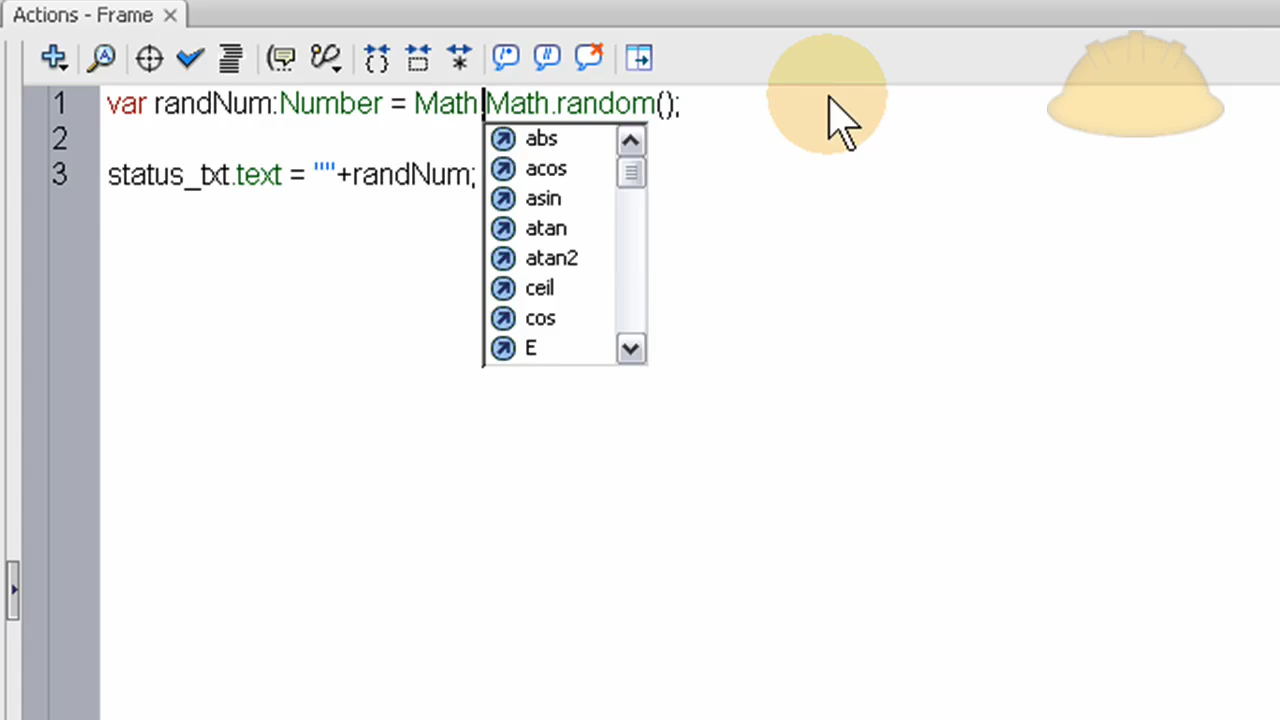 Actions - Frame
1 var randNum:Number = Math.Math.random();
2
3 status_txt.text = ""+randNum;
abs
acos
asin
atan
atan2
ceil
cos
E